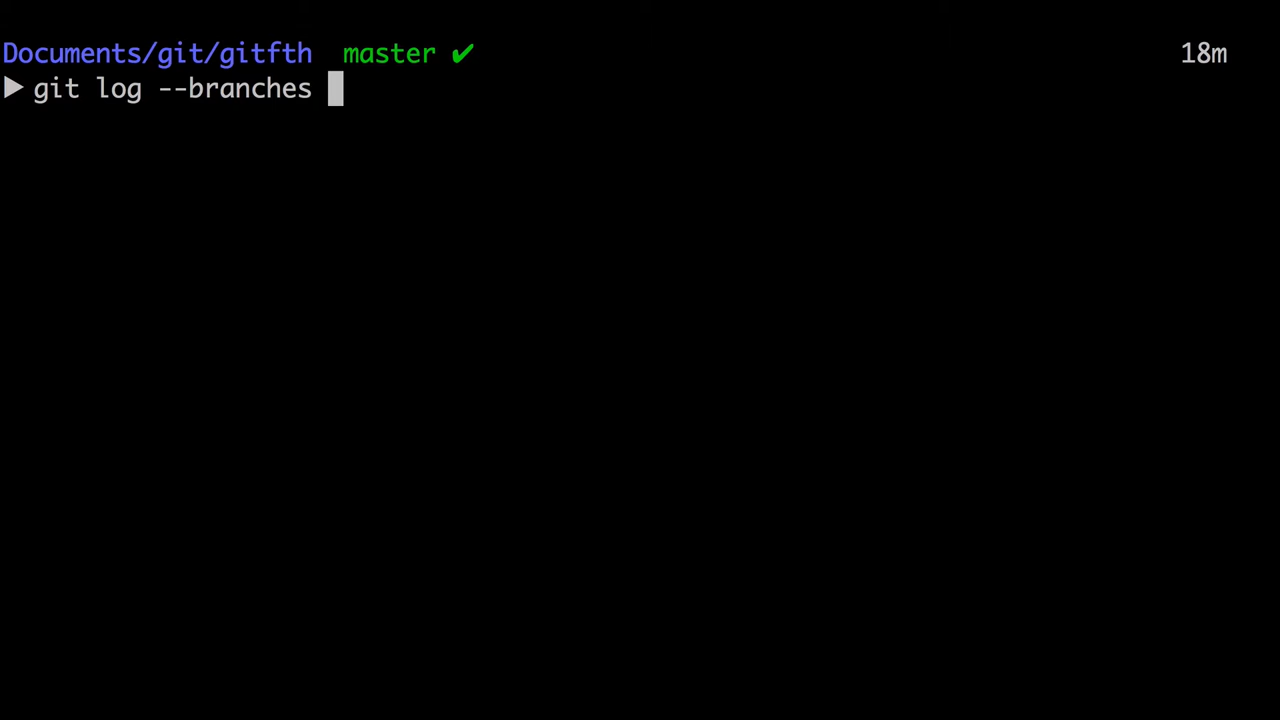 Documents/git/gitfth master ✔ 18m
▶ git log --branches